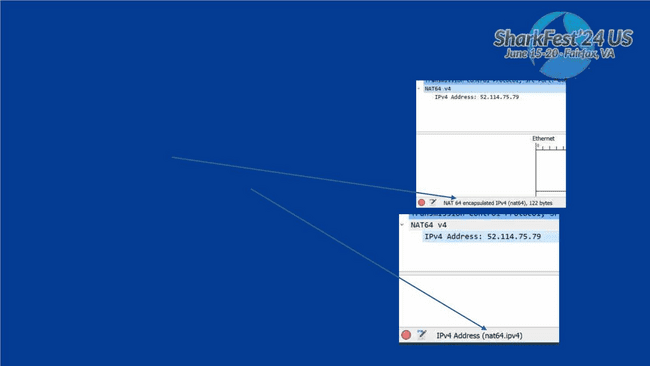 SharkFest'24 US
June 15-20 • Fairfax, VA
NAT64 v4
IPv4 Address: 52.114.75.79
Ethernet
NAT 64 encapulated IPv4 (nat64), 122 bytes
NAT64 v4
IPv4 Address: 52.114.75.79
IPv4 Address (nat64.ipv4)